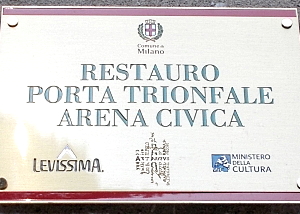 Comune di
Milano
RESTAURO
PORTA TRIONFALE
ARENA CIVICA
LEVISSIMA
MINISTERO
DELLA
CULTURA